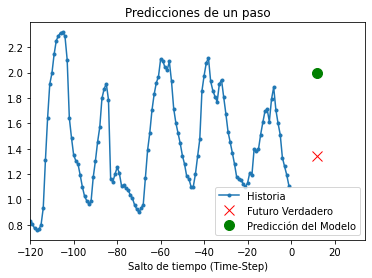 Predicciones de un paso
2.2
2.0
1.8
1.6
1.4
1.2
1.0
0.8
Historia
Futuro Verdadero
Predicción del Modelo
−120 −100 −80 −60 −40 −20 0 20
Salto de tiempo (Time-Step)